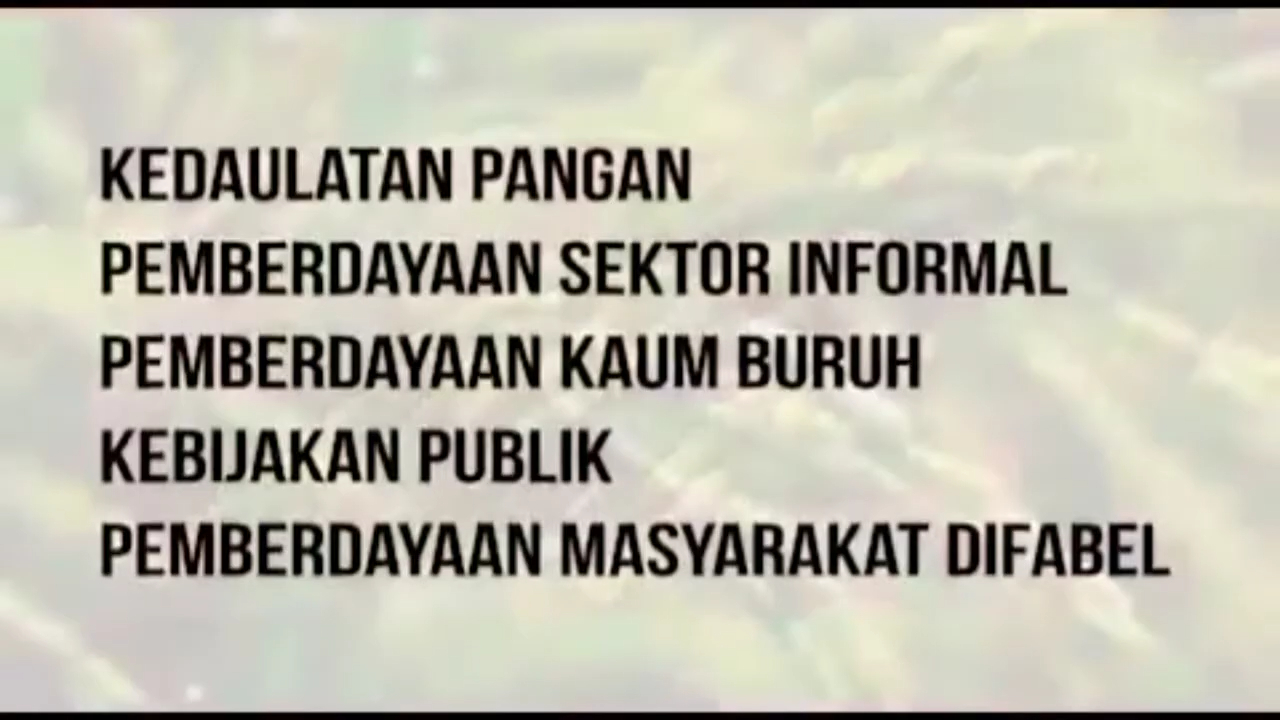 KEDAULATAN PANGAN
PEMBERDAYAAN SEKTOR INFORMAL
PEMBERDAYAAN KAUM BURUH
KEBIJAKAN PUBLIK
PEMBERDAYAAN MASYARAKAT DIFABEL